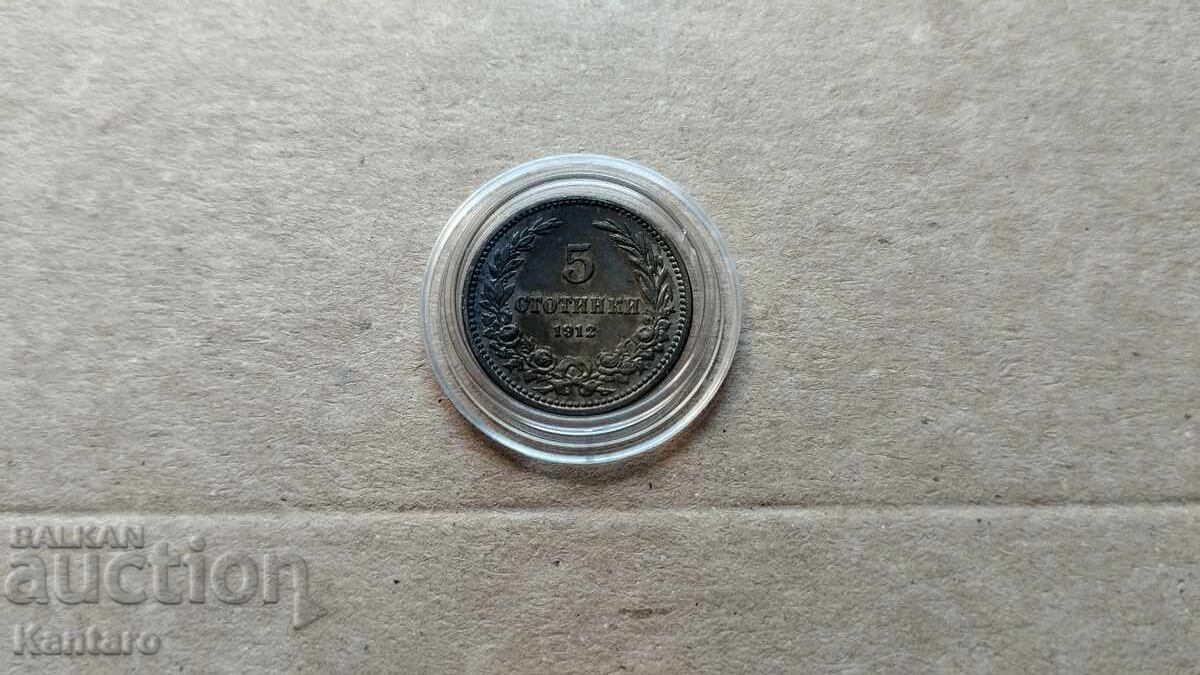 5
СТОТИНКИ
1912
BALKAN
auction
Kantaro